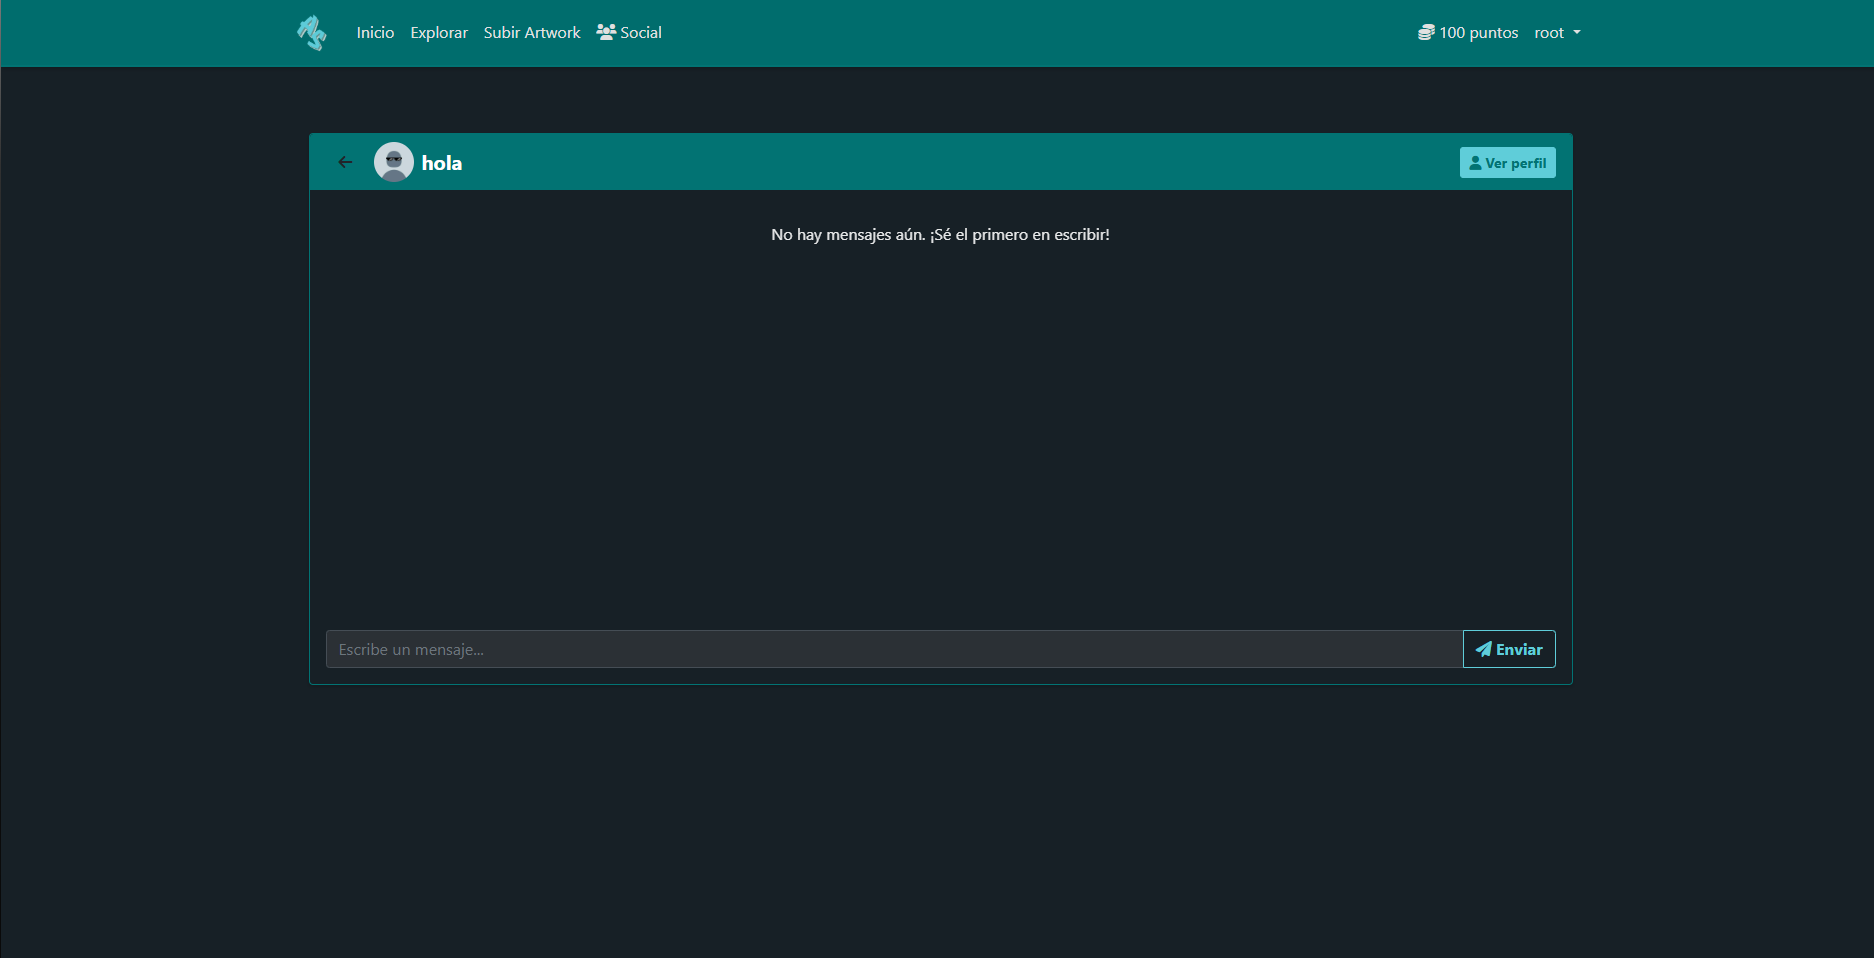 Inicio Explorar Subir Artwork Social 100 puntos root
hola Ver perfil
No hay mensajes aún. ¡Sé el primero en escribir!
Escribe un mensaje... Enviar